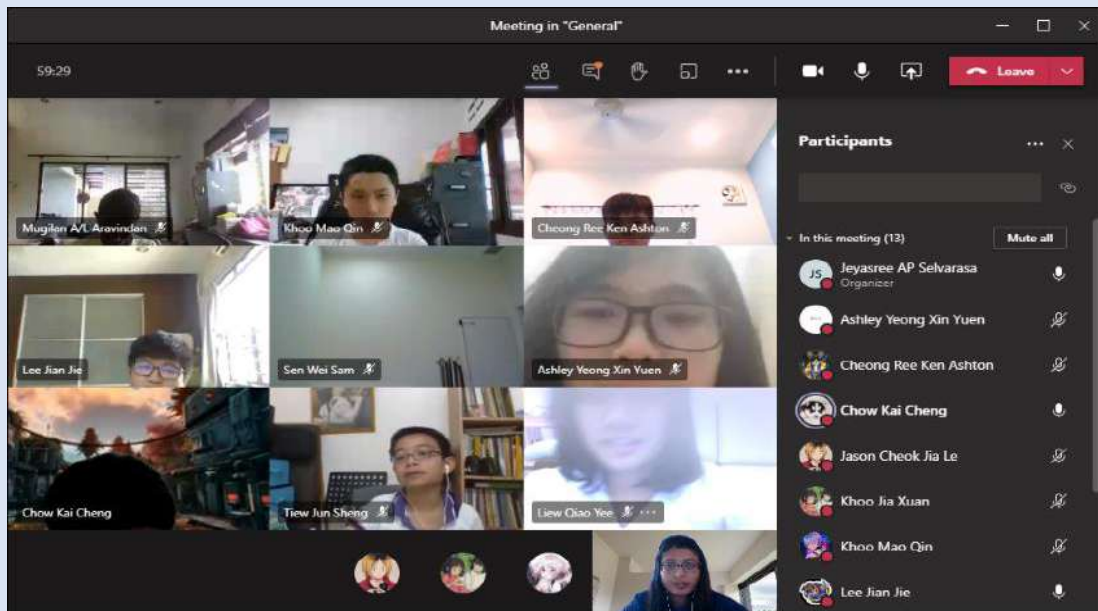 Meeting in "General"
59:29
Leave
Mugilan A/L Aravindan
Khoo Mao Qin
Cheong Ree Ken Ashton
Lee Jian Jie
Sen Wei Sam
Ashley Yeong Xin Yuen
Chow Kai Cheng
Tiew Jun Sheng
Liew Qiao Yee
Participants
In this meeting (13)
Mute all
JS
Jeyasree AP Selvarasa
Organizer
Ashley Yeong Xin Yuen
Cheong Ree Ken Ashton
Chow Kai Cheng
Jason Cheok Jia Le
Khoo Jia Xuan
Khoo Mao Qin
Lee Jian Jie